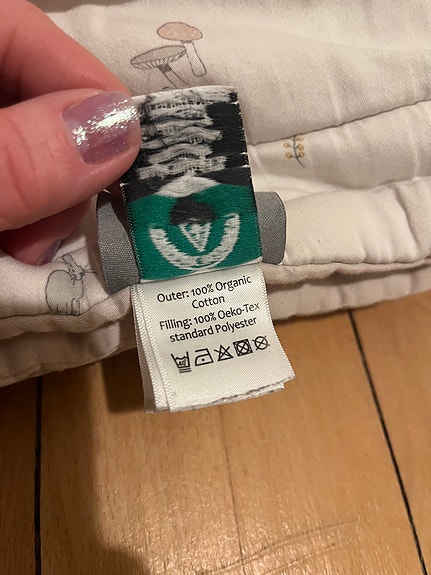 Outer: 100% Organic
Cotton
Filling: 100% Oeko-Tex
standard Polyester